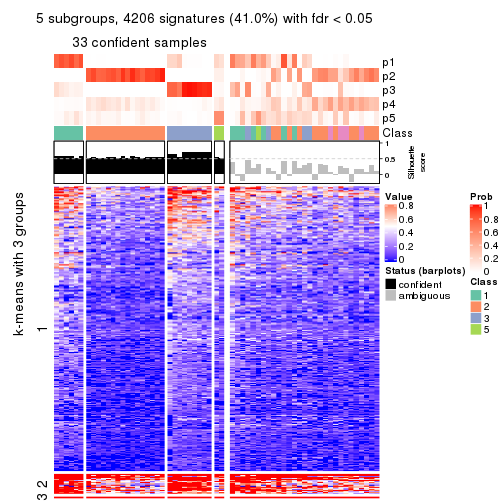 5 subgroups, 4206 signatures (41.0%) with fdr < 0.05
33 confident samples
p1
p2
p3
p4
p5
Class
1
0.5
0
Silhouette
score
k-means with 3 groups
1
2
3
Value
0.8
0.6
0.4
0.2
0
Status (barplots)
confident
ambiguous
Prob
1
0.8
0.6
0.4
0.2
0
Class
1
2
3
4
5